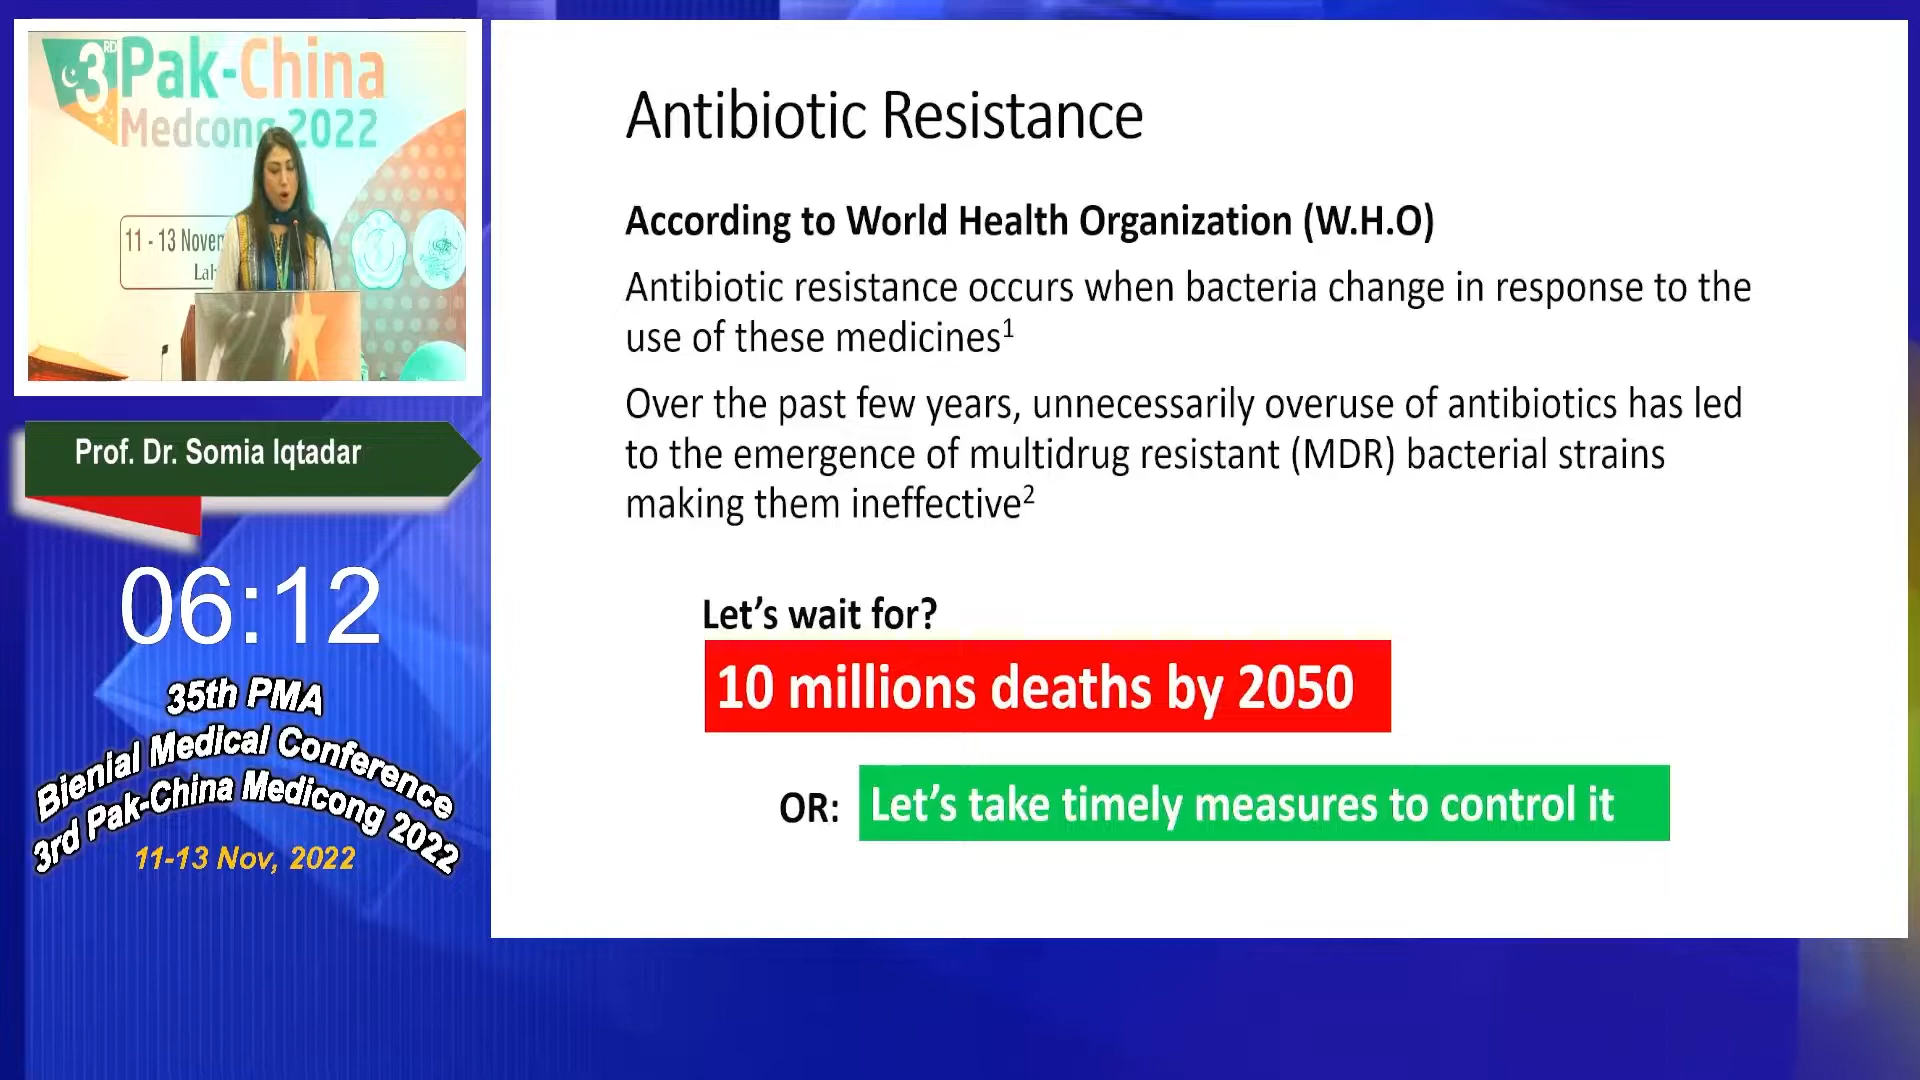 3RD Pak-China
Medcong 2022
11 - 13 Novem
Lah
Prof. Dr. Somia Iqtadar
06:12
35th PMA
Bienial Medical Conference
3rd Pak-China Medicong 2022
11-13 Nov, 2022
Antibiotic Resistance
According to World Health Organization (W.H.O)
Antibiotic resistance occurs when bacteria change in response to the
use of these medicines¹
Over the past few years, unnecessarily overuse of antibiotics has led
to the emergence of multidrug resistant (MDR) bacterial strains
making them ineffective²
Let's wait for?
10 millions deaths by 2050
OR: Let's take timely measures to control it